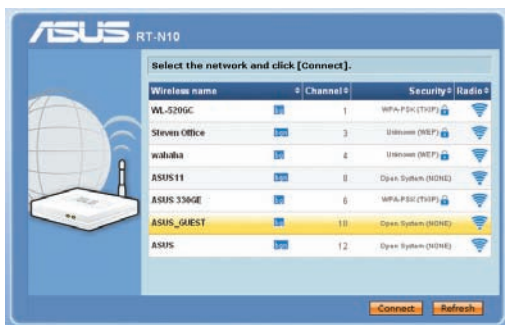 ASUS RT-N10
Select the network and click [Connect].
Wireless name Channel Security Radio
WL-520GC 1 WPA-PSK (TKIP)
Steven Office 3 Unknown (WEP)
wahaha 4 Unknown (WEP)
ASUS11 8 Open System (NONE)
ASUS 330GE 6 WPA-PSK (TKIP)
ASUS_GUEST 10 Open System (NONE)
ASUS 12 Open System (NONE)
Connect Refresh